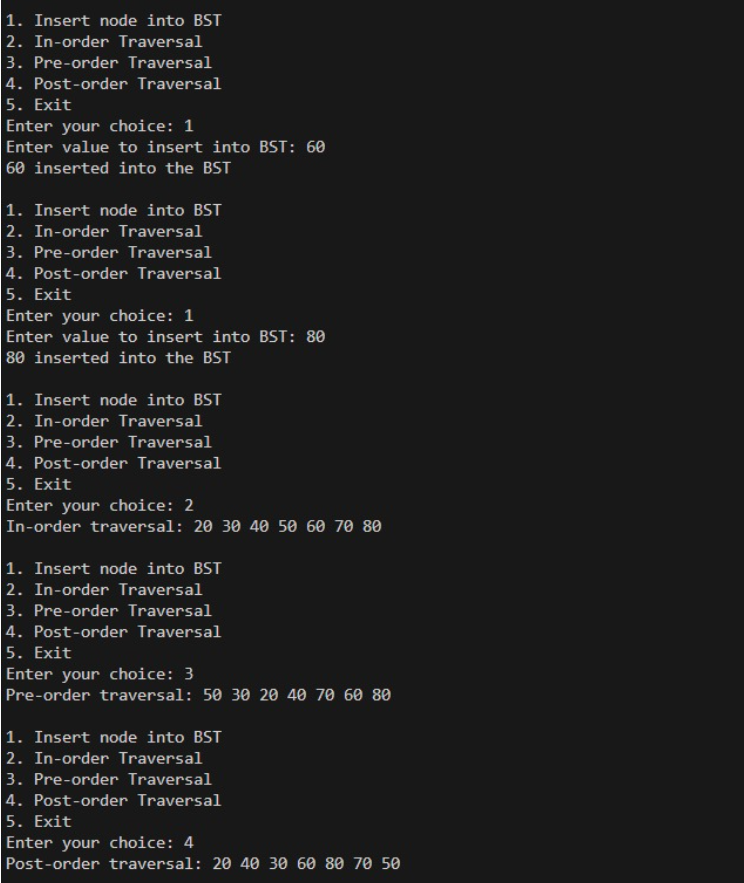 1. Insert node into BST
2. In-order Traversal
3. Pre-order Traversal
4. Post-order Traversal
5. Exit
Enter your choice: 1
Enter value to insert into BST: 60
60 inserted into the BST
1. Insert node into BST
2. In-order Traversal
3. Pre-order Traversal
4. Post-order Traversal
5. Exit
Enter your choice: 1
Enter value to insert into BST: 80
80 inserted into the BST
1. Insert node into BST
2. In-order Traversal
3. Pre-order Traversal
4. Post-order Traversal
5. Exit
Enter your choice: 2
In-order traversal: 20 30 40 50 60 70 80
1. Insert node into BST
2. In-order Traversal
3. Pre-order Traversal
4. Post-order Traversal
5. Exit
Enter your choice: 3
Pre-order traversal: 50 30 20 40 70 60 80
1. Insert node into BST
2. In-order Traversal
3. Pre-order Traversal
4. Post-order Traversal
5. Exit
Enter your choice: 4
Post-order traversal: 20 40 30 60 80 70 50